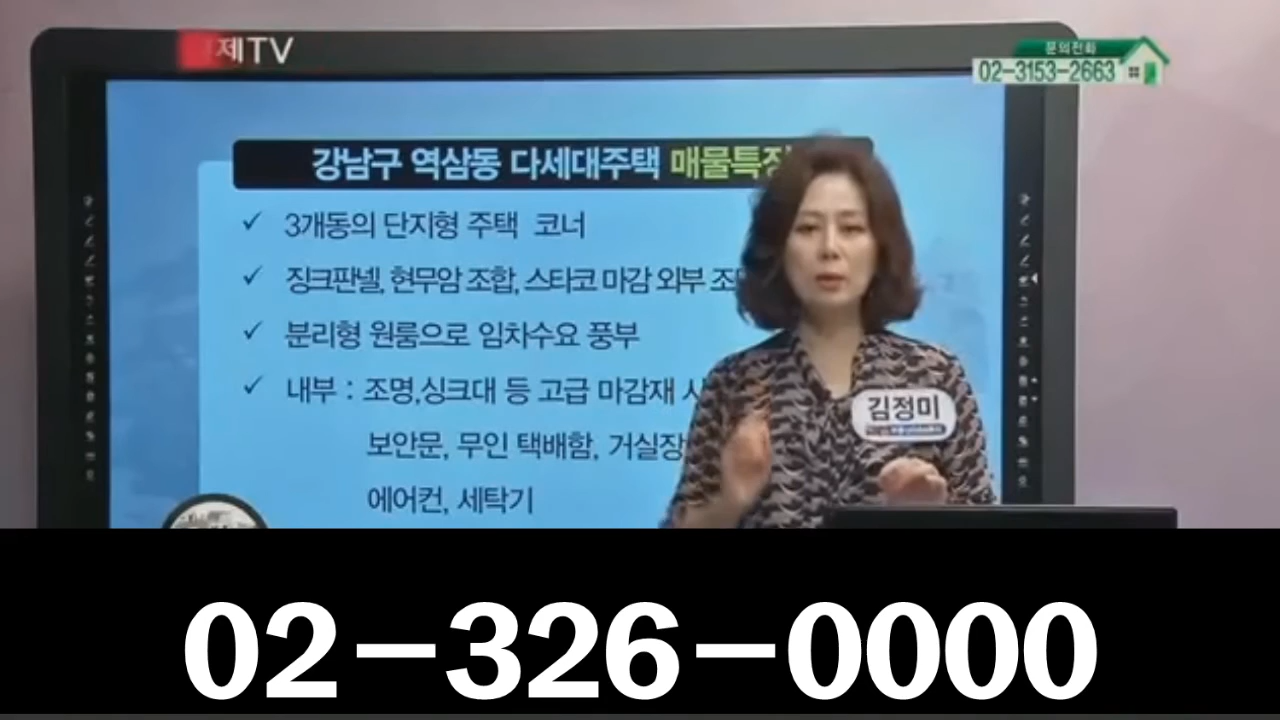 제TV
문의전화
02-3153-2663
강남구 역삼동 다세대주택 매물특징
✓ 3개동의 단지형 주택 코너
✓ 징크판넬, 현무암 조합, 스타코 마감 외부
✓ 분리형 원룸으로 임차수요 풍부
✓ 내부 : 조명,싱크대 등 고급 마감재
보안문, 무인 택배함, 거실장
에어컨, 세탁기
김정미
02-326-0000